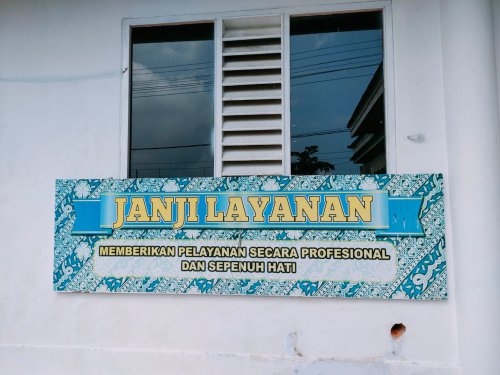 JANJI LAYANAN
MEMBERIKAN PELAYANAN SECARA PROFESIONAL
DAN SEPENUH HATI